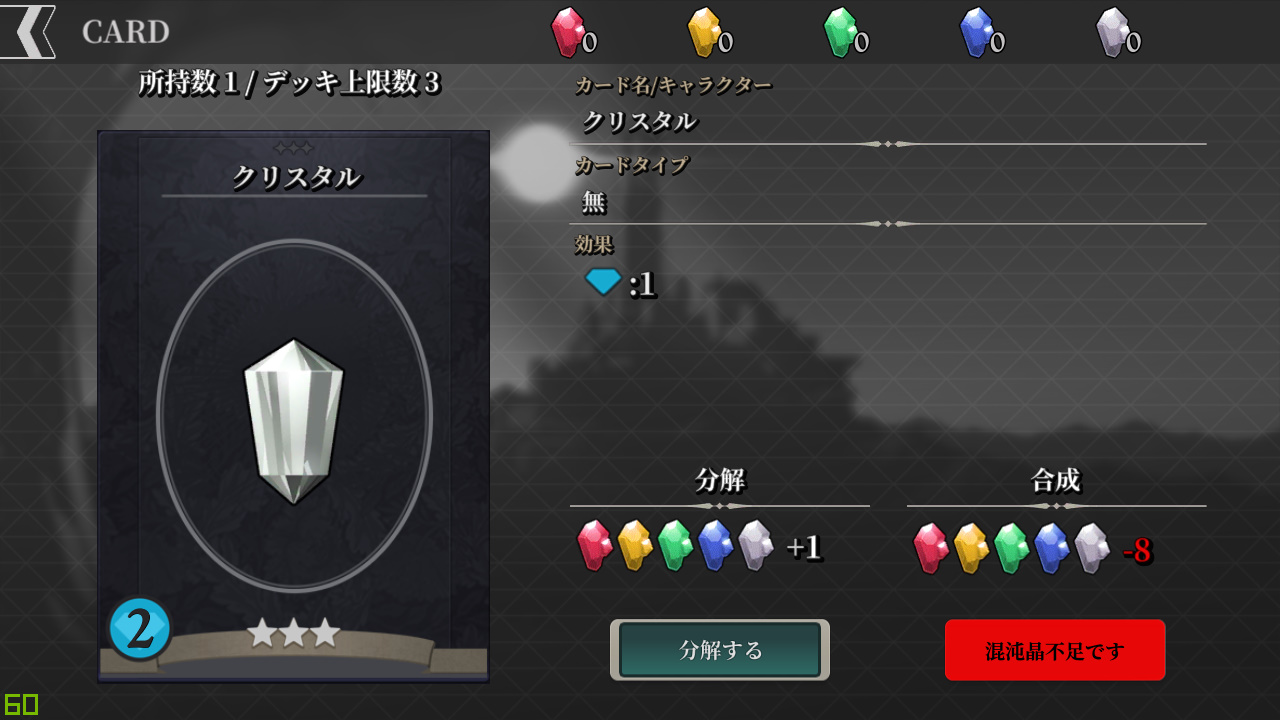 CARD
0 0 0 0 0
所持数 1 / デッキ上限数 3
クリスタル
2
カード名/キャラクター
クリスタル
カードタイプ
無
効果
:1
分解
+1
分解する
合成
-8
混沌晶不足です
60